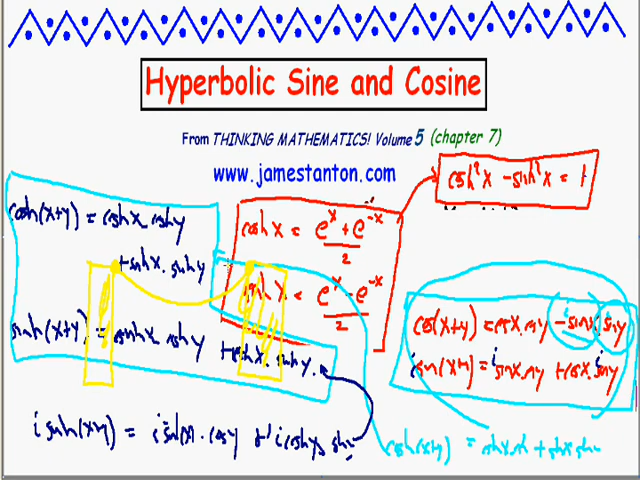 Hyperbolic Sine and Cosine
From THINKING MATHEMATICS! Volume 5 (chapter 7)
www.jamestanton.com
cosh²x - sinh²x = 1
cosh(x+y) = coshx coshy
+ sinhx. sinhy
cosh x = e^x + e^-x
2
sinh x = e^x - e^-x
2
sinh(x+y) = sinhx coshy + coshx. sinhy.
cos(x+y) = cosx.cosy - sinx siny
i i
sin(x+y) = sinx.cosy + cosx siny
i i i
i sinh(x+y) =
cosh(x+y) =